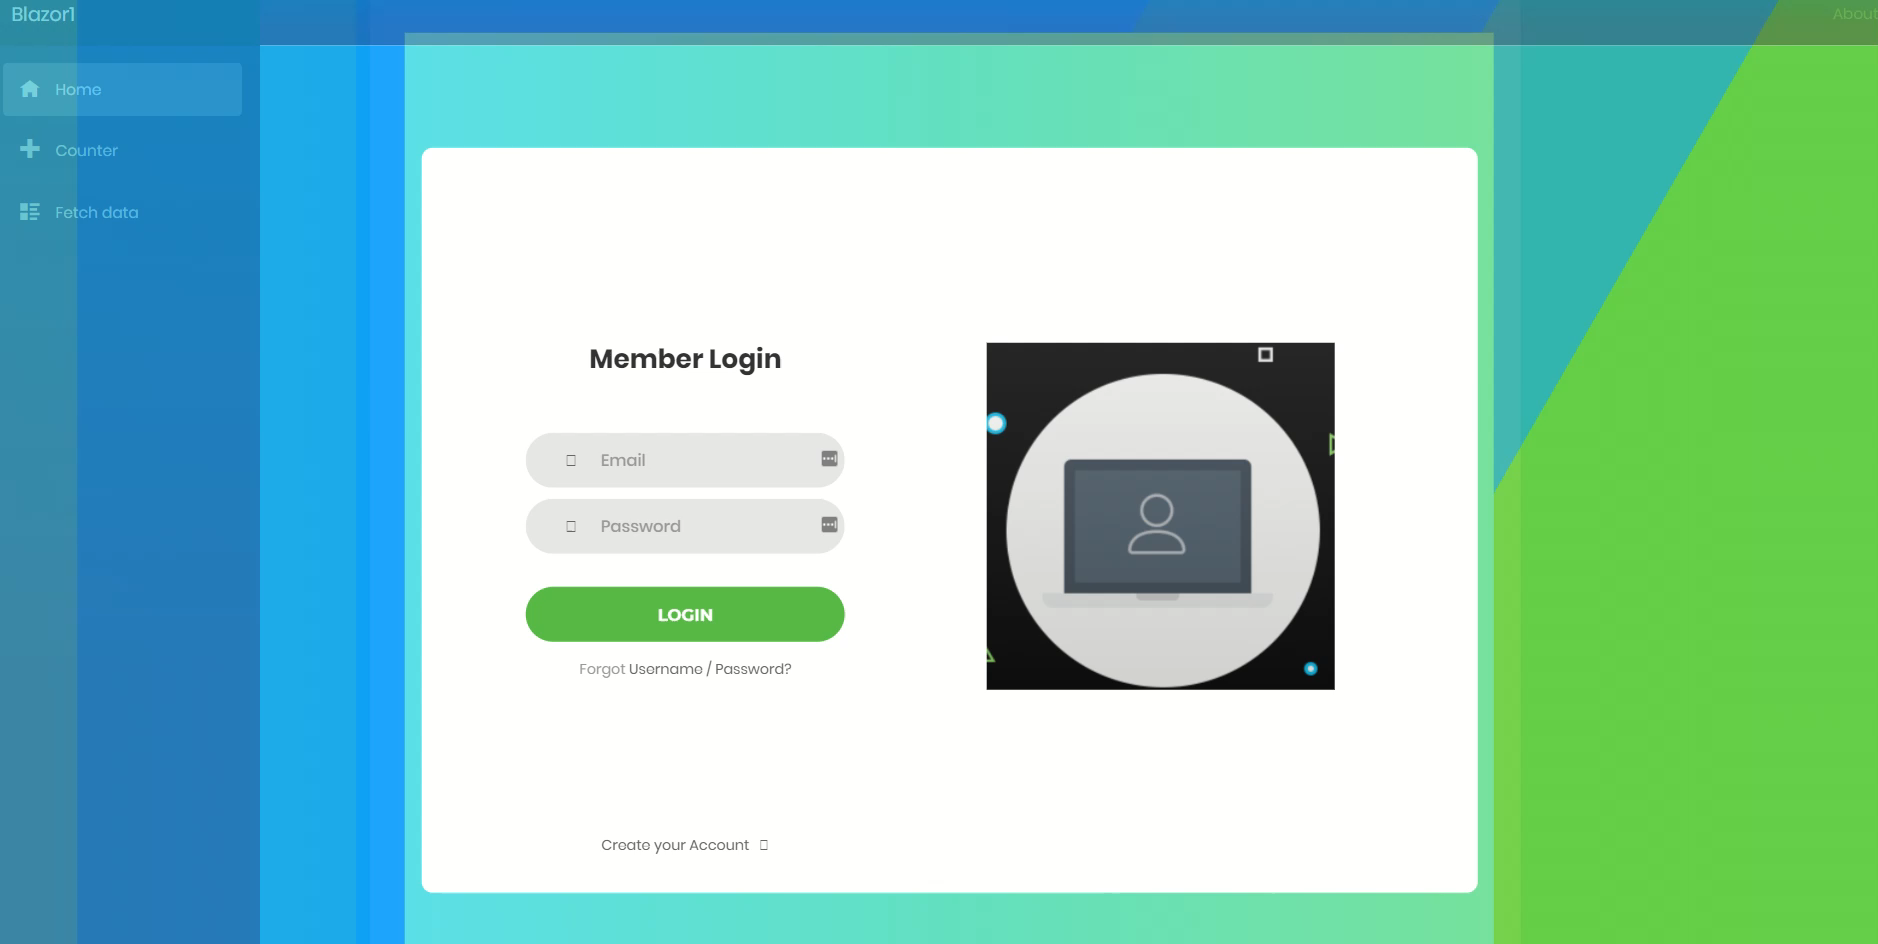 Blazor1
About
Home
Counter
Fetch data
Member Login
Email
Password
LOGIN
Forgot Username / Password?
Create your Account